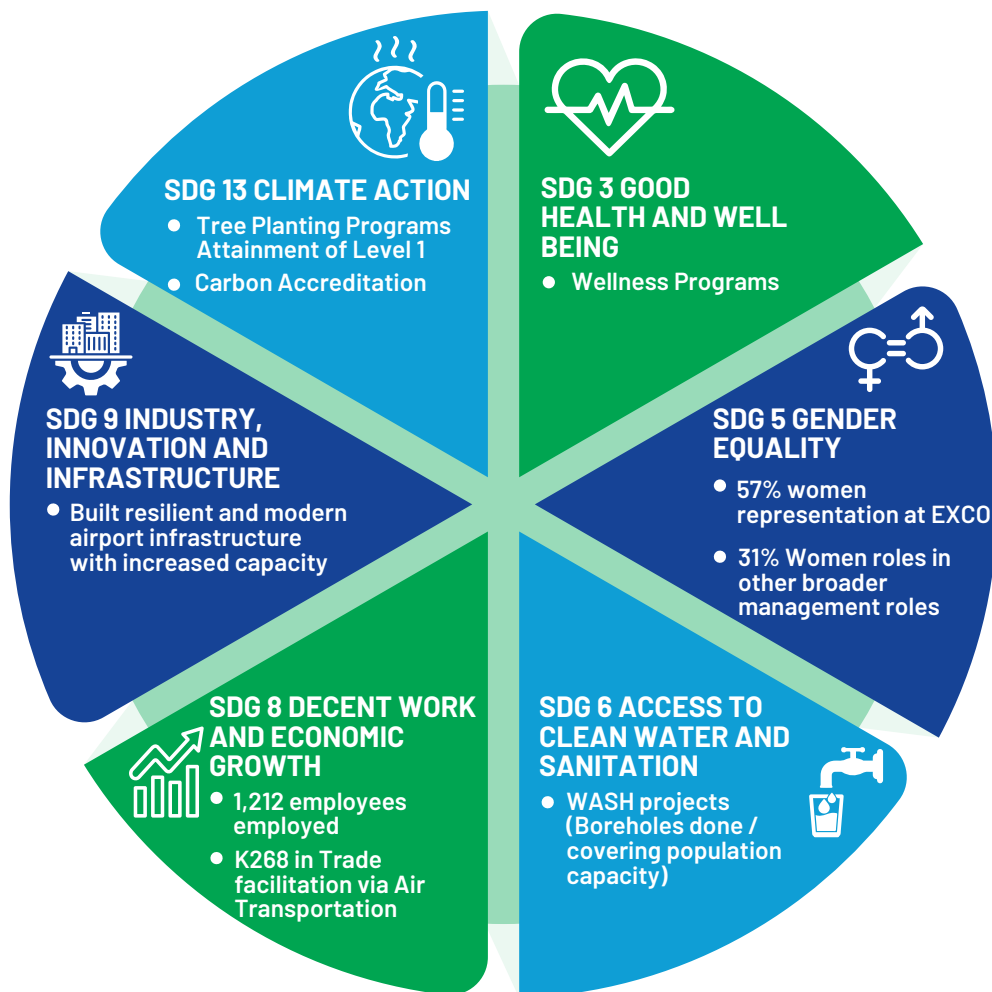 SDG 13 CLIMATE ACTION
• Tree Planting Programs
Attainment of Level 1
• Carbon Accreditation
SDG 3 GOOD
HEALTH AND WELL
BEING
• Wellness Programs
SDG 9 INDUSTRY,
INNOVATION AND
INFRASTRUCTURE
• Built resilient and modern
airport infrastructure
with increased capacity
SDG 5 GENDER
EQUALITY
• 57% women
representation at EXCO
• 31% Women roles in
other broader
management roles
SDG 8 DECENT WORK
AND ECONOMIC
GROWTH
• 1,212 employees
employed
• K268 in Trade
facilitation via Air
Transportation
SDG 6 ACCESS TO
CLEAN WATER AND
SANITATION
• WASH projects
(Boreholes done /
covering population
capacity)